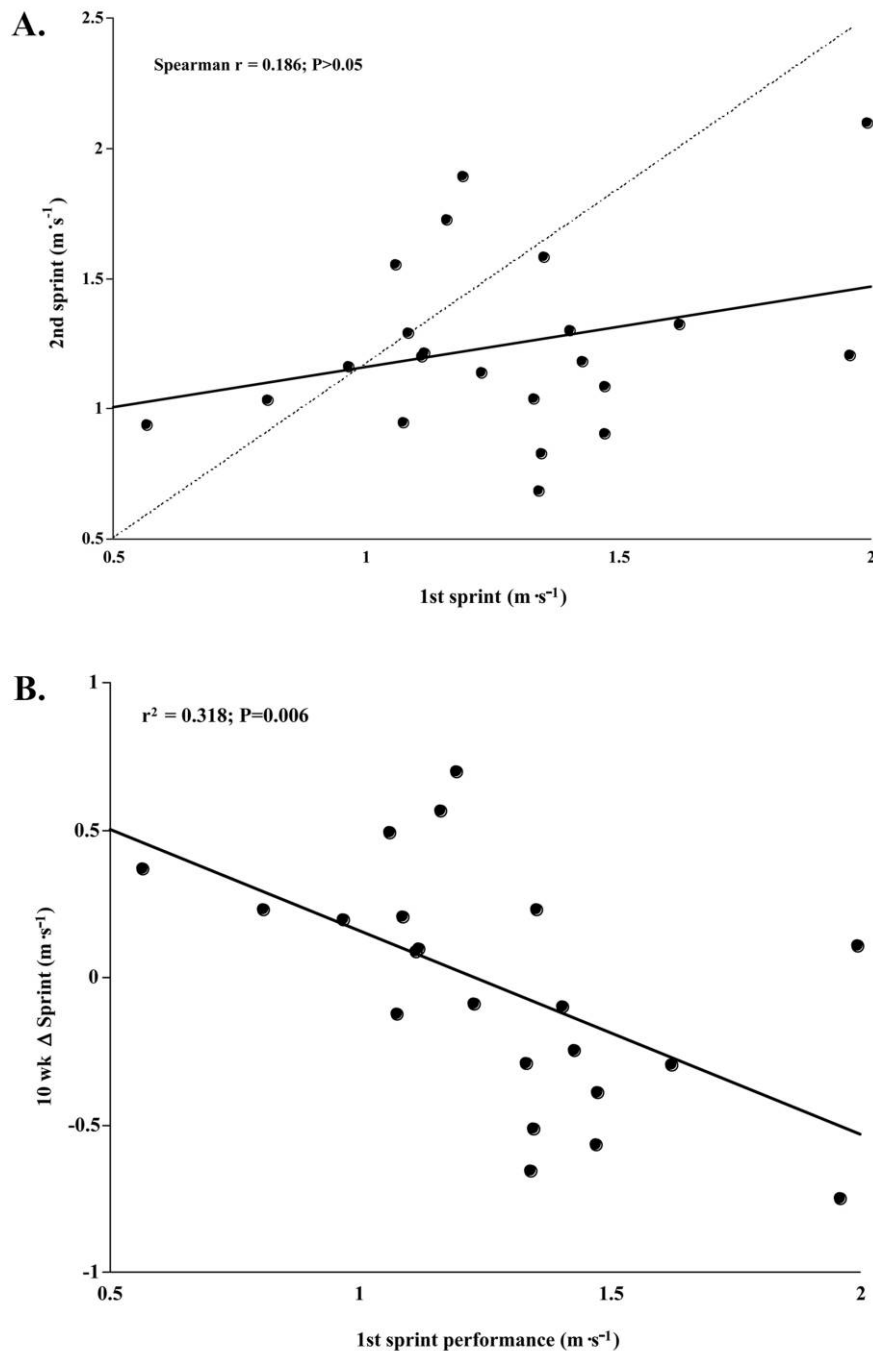 A.
2.5
Spearman r = 0.186; P>0.05
2
2nd sprint (m·s⁻¹)
1.5
1
0.5
0.5 1 1.5 2
1st sprint (m·s⁻¹)
B.
1
r² = 0.318; P=0.006
0.5
10 wk Δ Sprint (m·s⁻¹)
0
-0.5
-1
0.5 1 1.5 2
1st sprint performance (m·s⁻¹)